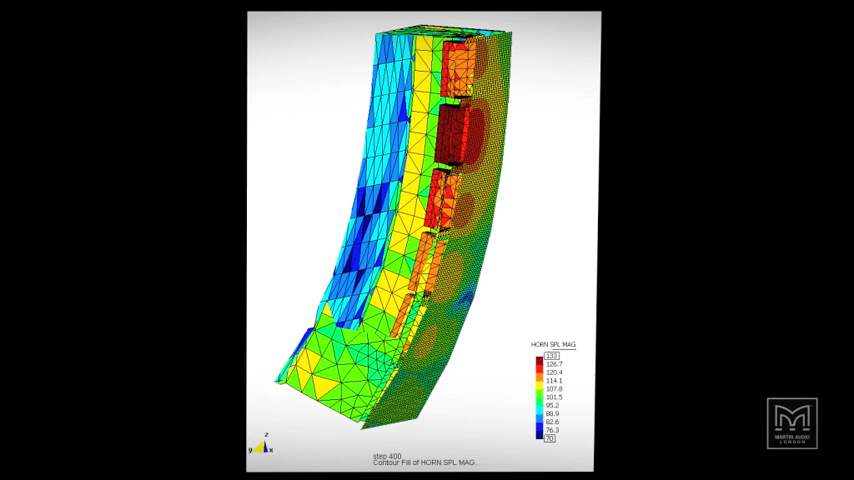 HORN SPL MAG
133
126.7
120.4
114.1
107.8
101.5
95.2
88.9
82.6
76.3
70
z
y x
step 400
Contour Fill of HORN SPL MAG.
MARTIN AUDIO
LONDON